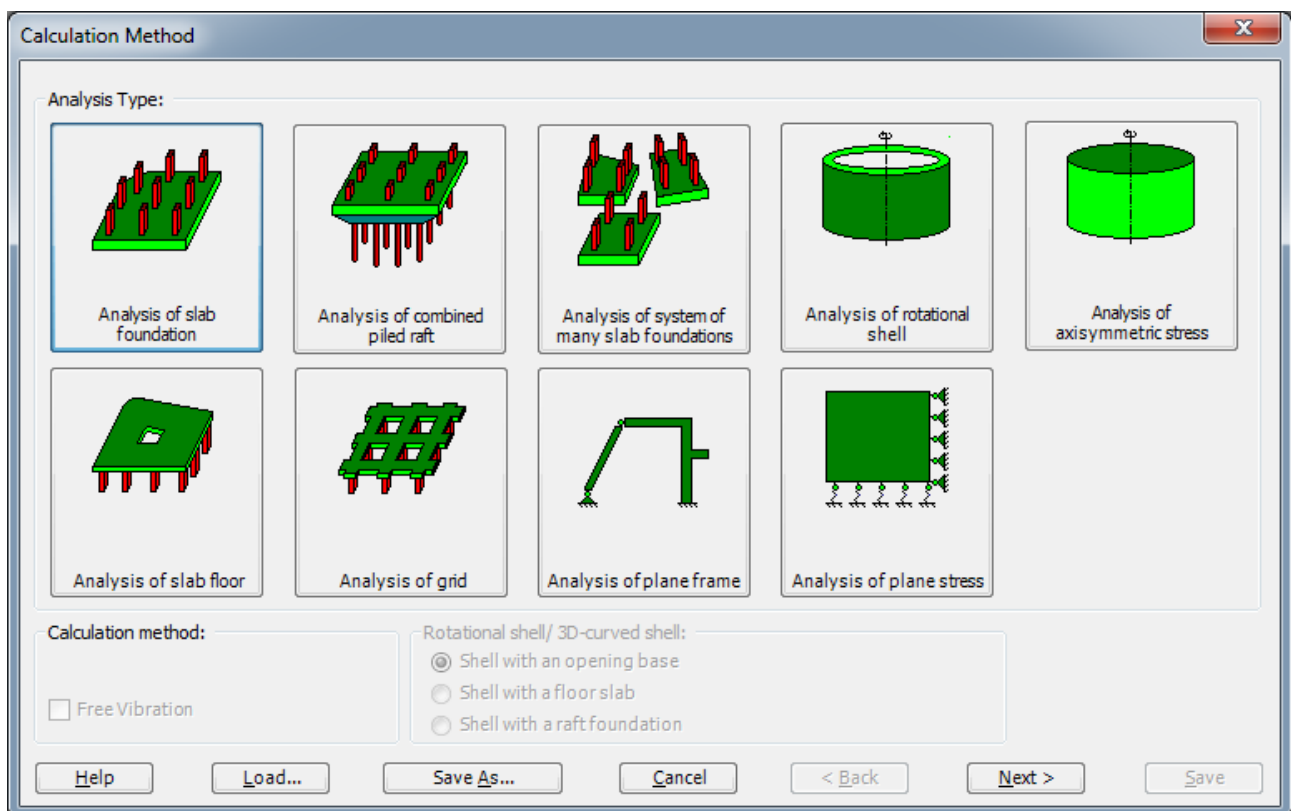 Calculation Method
X
Analysis Type:
Analysis of slab
foundation
Analysis of combined
piled raft
Analysis of system of
many slab foundations
Analysis of rotational
shell
Analysis of
axisymmetric stress
Analysis of slab floor
Analysis of grid
Analysis of plane frame
Analysis of plane stress
Calculation method:
Free Vibration
Rotational shell/ 3D-curved shell:
Shell with an opening base
Shell with a floor slab
Shell with a raft foundation
Help
Load...
Save As...
Cancel
< Back
Next >
Save